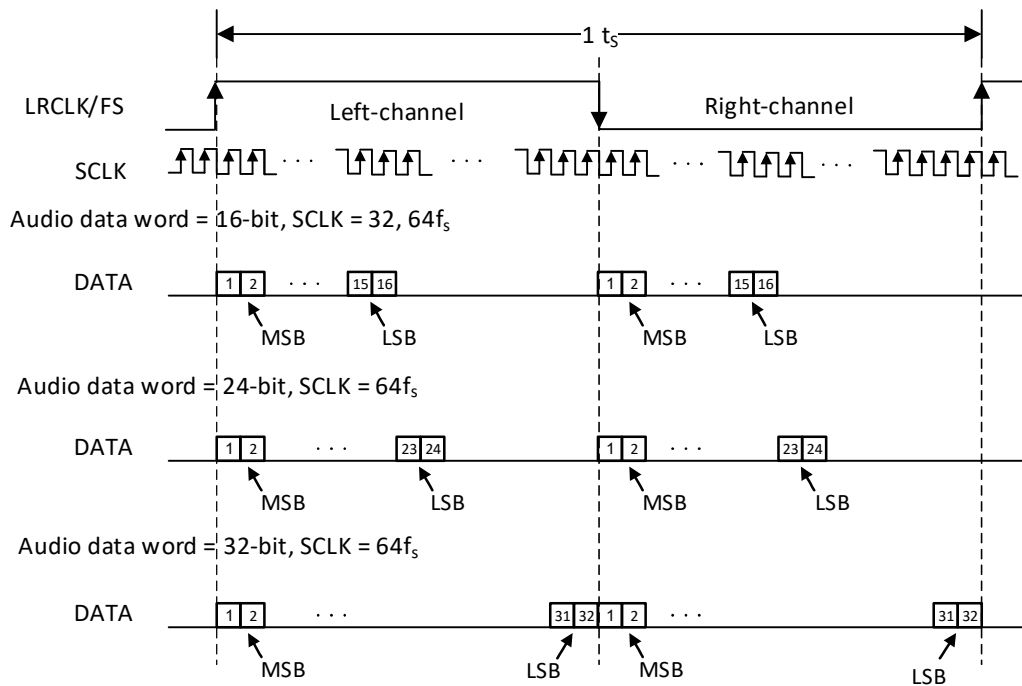 1 tS
LRCLK/FS
Left-channel
Right-channel
SCLK
. . .
. . .
. . .
. . .
Audio data word = 16-bit, SCLK = 32, 64fs
DATA
1 2 . . . 15 16 1 2 . . . 15 16
MSB LSB MSB LSB
Audio data word = 24-bit, SCLK = 64fs
DATA
1 2 . . . 23 24 1 2 . . . 23 24
MSB LSB MSB LSB
Audio data word = 32-bit, SCLK = 64fs
DATA
1 2 . . . 31 32 1 2 . . . 31 32
MSB LSB MSB LSB